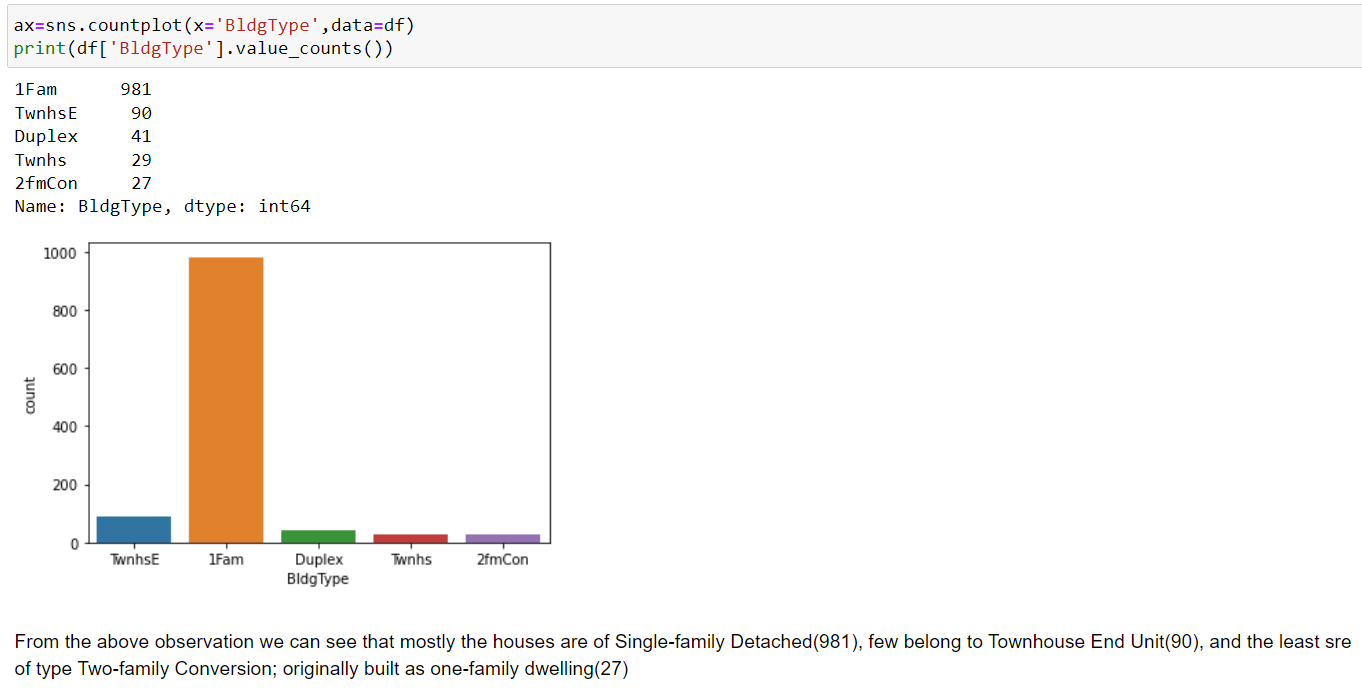 ax=sns.countplot(x='BldgType',data=df)
print(df['BldgType'].value_counts())
1Fam      981
TwnhsE     90
Duplex     41
Twnhs      29
2fmCon     27
Name: BldgType, dtype: int64
1000
800
600
400
200
0
count
TwnhsE 1Fam Duplex Twnhs 2fmCon
BldgType
From the above observation we can see that mostly the houses are of Single-family Detached(981), few belong to Townhouse End Unit(90), and the least sre
of type Two-family Conversion; originally built as one-family dwelling(27)